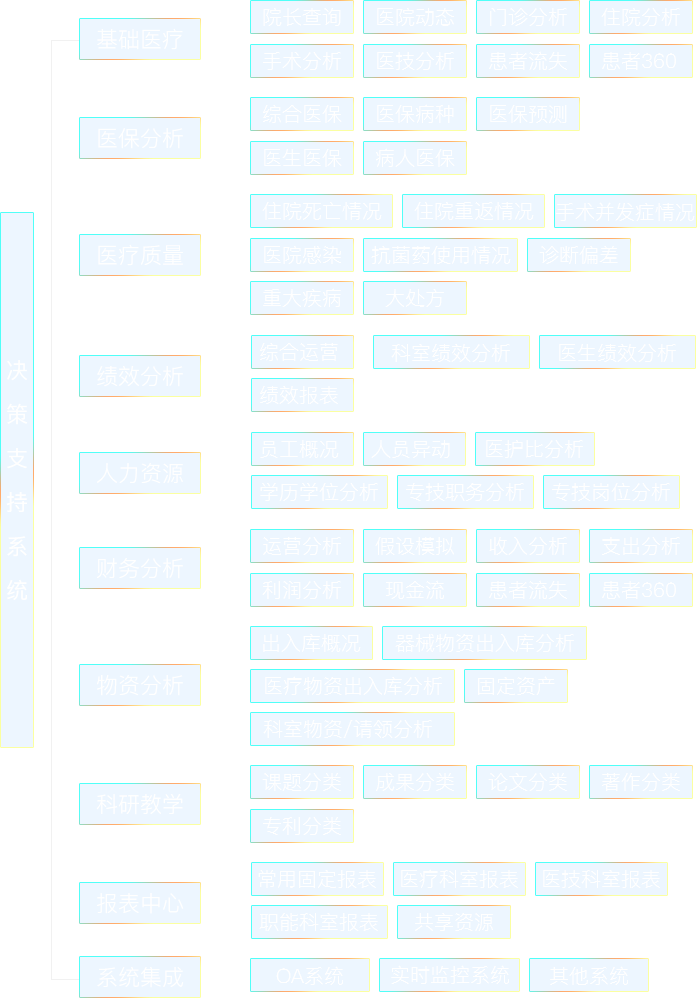 决策支持系统
基础医疗
院长查询 医院动态 门诊分析 住院分析
手术分析 医技分析 患者流失 患者360
医保分析
综合医保 医保病种 医保预测
医生医保 病人医保
医疗质量
住院死亡情况 住院重返情况 手术并发症情况
医院感染 抗菌药使用情况 诊断偏差
重大疾病 大处方
绩效分析
综合运营 科室绩效分析 医生绩效分析
绩效报表
人力资源
员工概况 人员异动 医护比分析
学历学位分析 专技职务分析 专技岗位分析
财务分析
运营分析 假设模拟 收入分析 支出分析
利润分析 现金流 患者流失 患者360
物资分析
出入库概况 器械物资出入库分析
医疗物资出入库分析 固定资产
科室物资/请领分析
科研教学
课题分类 成果分类 论文分类 著作分类
专利分类
报表中心
常用固定报表 医疗科室报表 医技科室报表
职能科室报表 共享资源
系统集成
OA系统 实时监控系统 其他系统